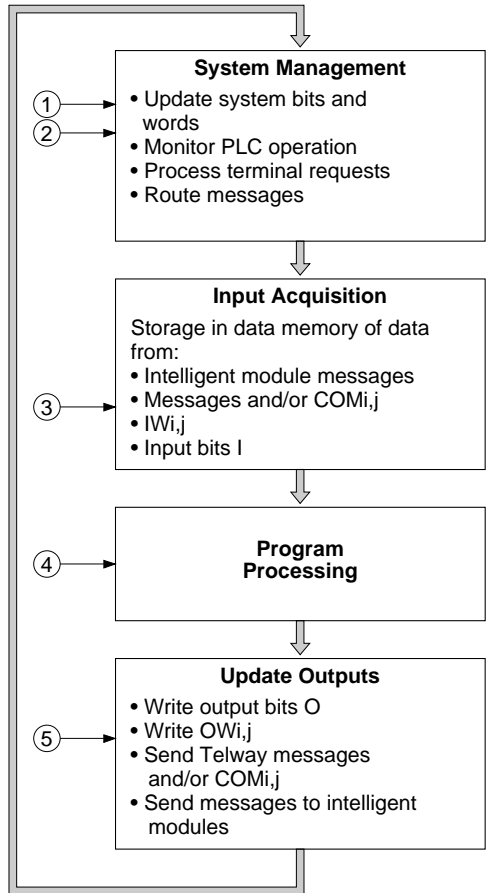 System Management
1
• Update system bits and
words
2
• Monitor PLC operation
• Process terminal requests
• Route messages
Input Acquisition
Storage in data memory of data
from:
• Intelligent module messages
3
• Messages and/or COMi,j
• IWi,j
• Input bits I
4
Program
Processing
Update Outputs
• Write output bits O
• Write OWi,j
5
• Send Telway messages
and/or COMi,j
• Send messages to intelligent
modules